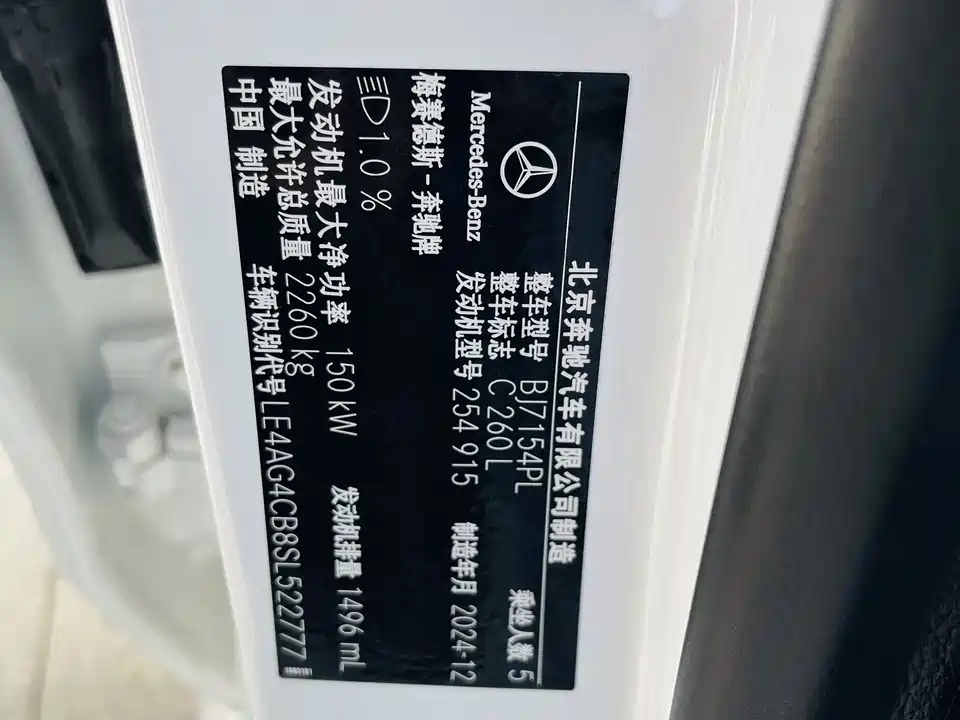 北京奔驰汽车有限公司制造
Mercedes-Benz
梅赛德斯-奔驰牌
整车型号 BJ7154PL 乘坐人数 5
整车标志 C 260 L
发动机型号 254 915 制造年月 2024-12
1.0 %
发动机最大净功率 150 kW 发动机排量 1496 mL
最大允许总质量 2260 kg
中国 制造 车辆识别代号 LE4AG4CB8SL522777